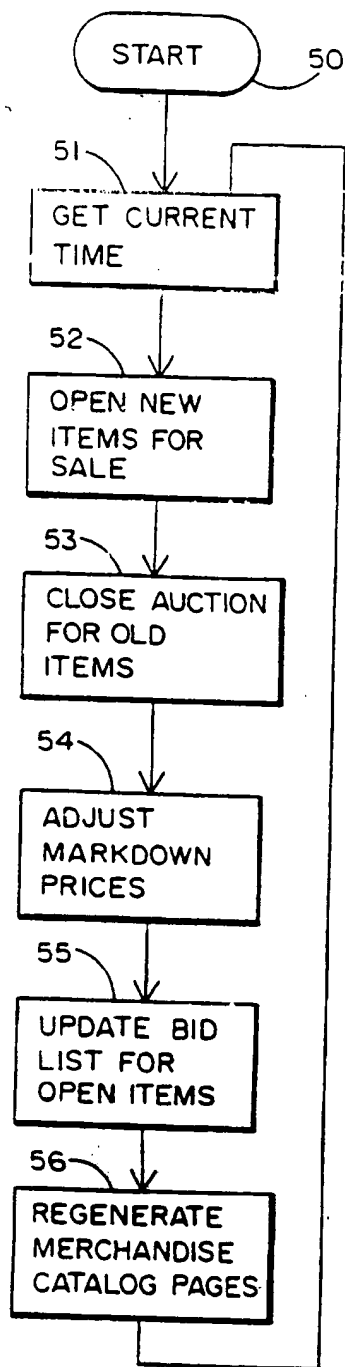 START
50
51
GET CURRENT
TIME
52
OPEN NEW
ITEMS FOR
SALE
53
CLOSE AUCTION
FOR OLD
ITEMS
54
ADJUST
MARKDOWN
PRICES
55
UPDATE BID
LIST FOR
OPEN ITEMS
56
REGENERATE
MERCHANDISE
CATALOG PAGES